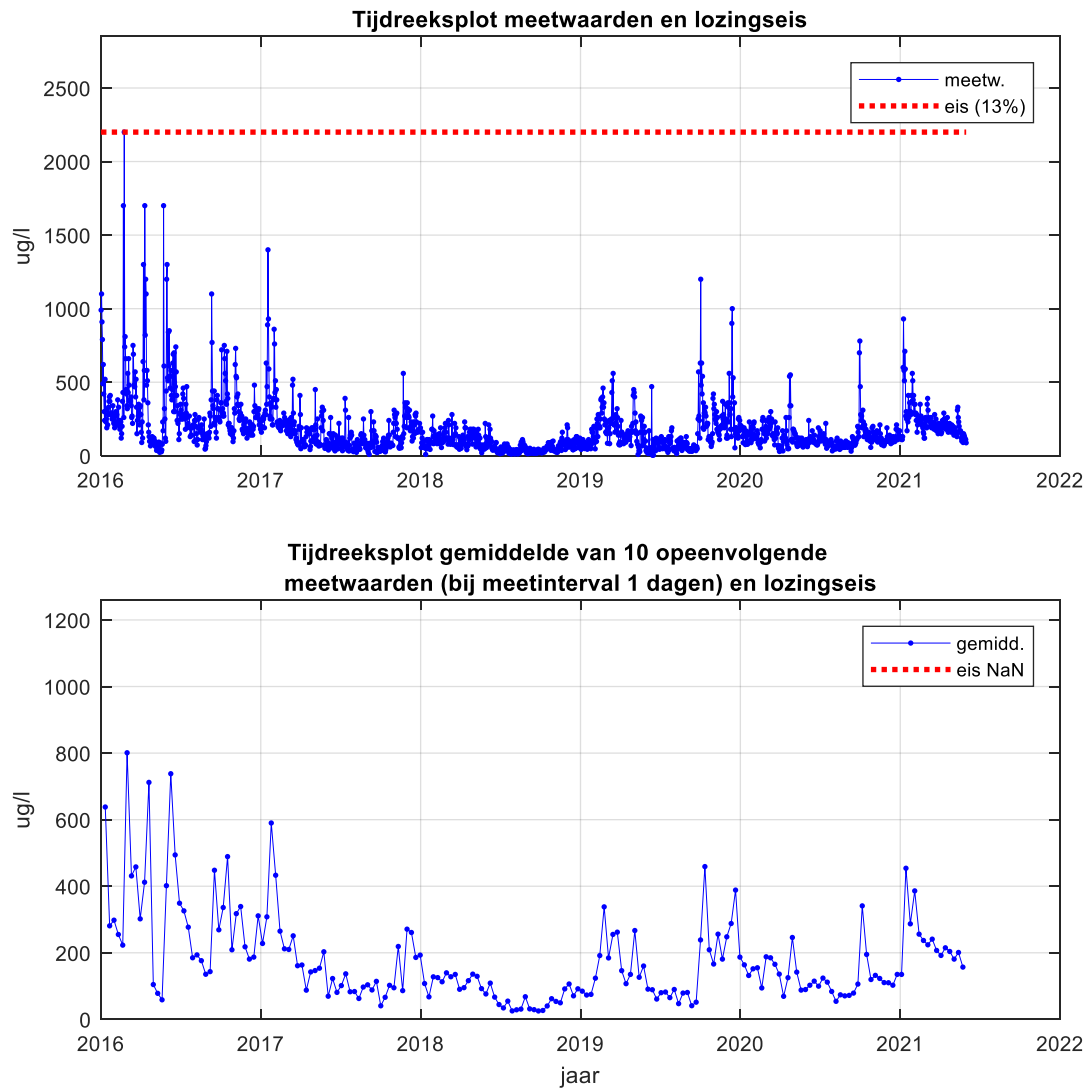 Tijdreeksplot meetwaarden en lozingseis
2500
2000
1500
1000
500
0
ug/l
meetw.
eis (13%)
2016 2017 2018 2019 2020 2021 2022
Tijdreeksplot gemiddelde van 10 opeenvolgende
meetwaarden (bij meetinterval 1 dagen) en lozingseis
1200
1000
800
600
400
200
0
ug/l
gemidd.
eis NaN
2016 2017 2018 2019 2020 2021 2022
jaar